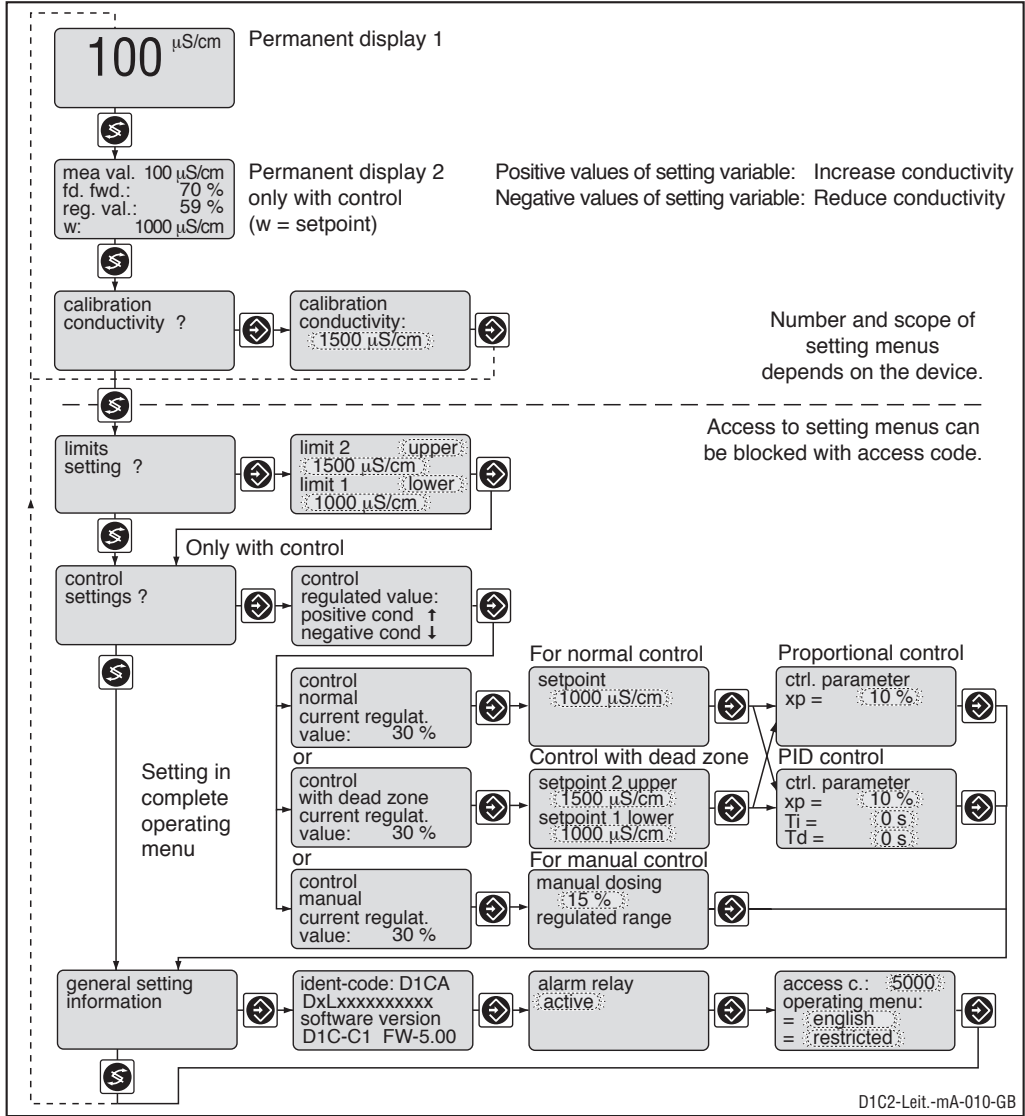 100 µS/cm
Permanent display 1
mea val. 100 µS/cm
fd. fwd.: 70 %
reg. val.: 59 %
w: 1000 µS/cm
Permanent display 2
only with control
(w = setpoint)
Positive values of setting variable: Increase conductivity
Negative values of setting variable: Reduce conductivity
calibration
conductivity ?
calibration
conductivity:
1500 µS/cm
Number and scope of
setting menus
depends on the device.
Access to setting menus can
be blocked with access code.
limits
setting ?
limit 2 upper
1500 µS/cm
limit 1 lower
1000 µS/cm
Only with control
control
settings ?
control
regulated value:
positive cond ↑
negative cond ↓
control
normal
current regulat.
value: 30 %
For normal control
setpoint
1000 µS/cm
Proportional control
ctrl. parameter
xp = 10 %
or
control
with dead zone
current regulat.
value: 30 %
Control with dead zone
setpoint 2 upper
1500 µS/cm
setpoint 1 lower
1000 µS/cm
PID control
ctrl. parameter
xp = 10 %
Ti = 0 s
Td = 0 s
Setting in
complete
operating
menu
or
control
manual
current regulat.
value: 30 %
For manual control
manual dosing
15 %
regulated range
general setting
information
ident-code: D1CA
DxLxxxxxxxxxx
software version
D1C-C1 FW-5.00
alarm relay
active
access c.: 5000
operating menu:
= english
= restricted
D1C2-Leit.-mA-010-GB